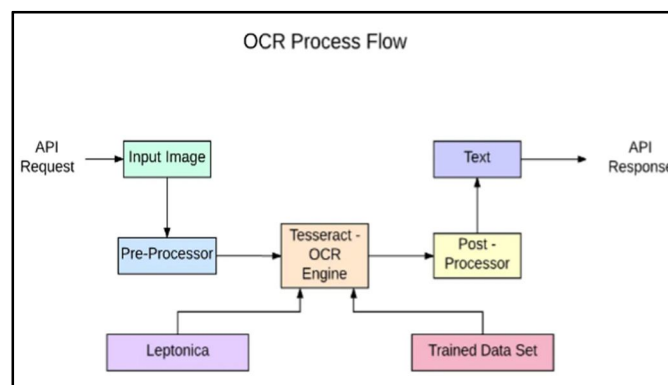 OCR Process Flow
API
Request
Input Image
Text
API
Response
Pre-Processor
Tesseract -
OCR
Engine
Post -
Processor
Leptonica
Trained Data Set